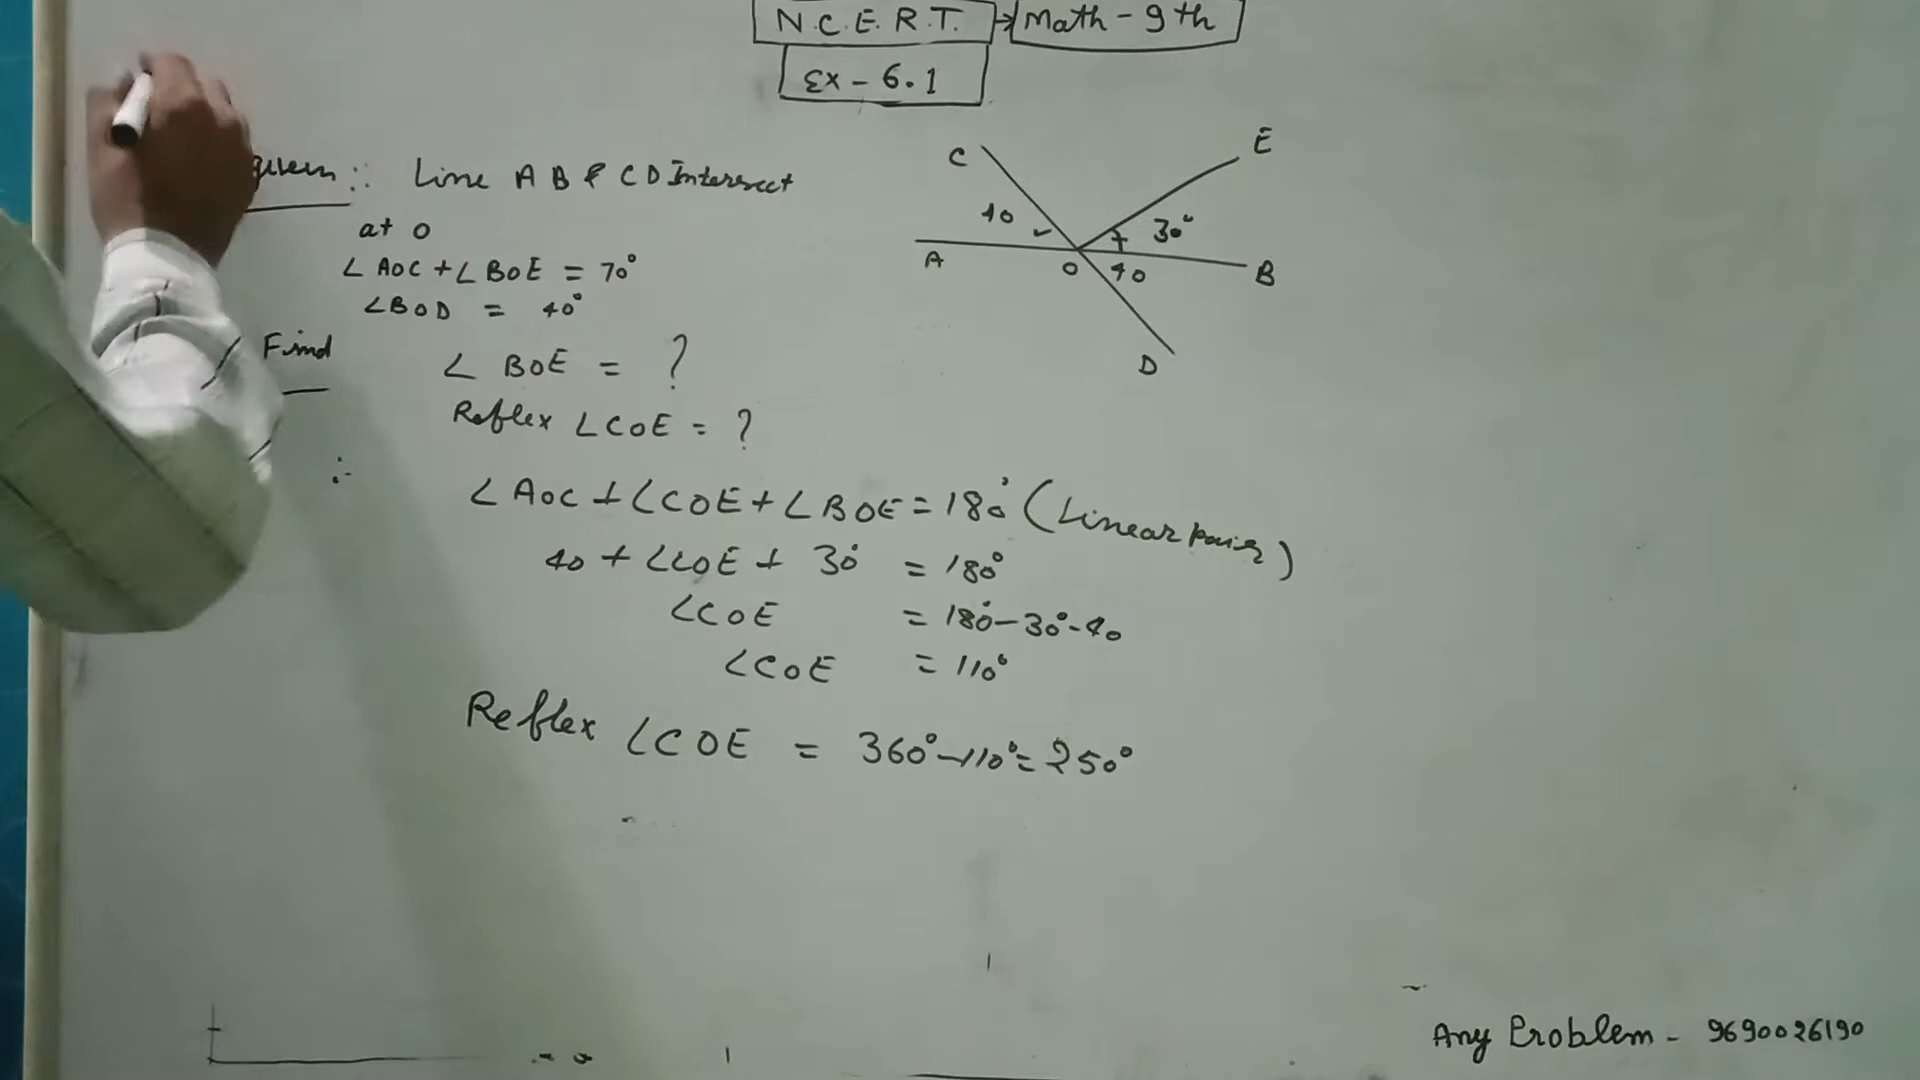 N.C.E.R.T. → Math - 9th
Ex - 6.1
Given :: Line AB & CD Intersect
at O
∠AOC + ∠BOE = 70°
∠BOD = 40°
Find
∠BOE = ?
Reflex ∠COE = ?
C
E
40
30°
A
O
40
B
D
∴
∠AOC + ∠COE + ∠BOE = 180° (Linear pair)
40 + ∠COE + 30° = 180°
∠COE = 180° - 30° - 40
∠COE = 110°
Reflex ∠COE = 360° - 110° = 250°
Any Problem - 9690026190